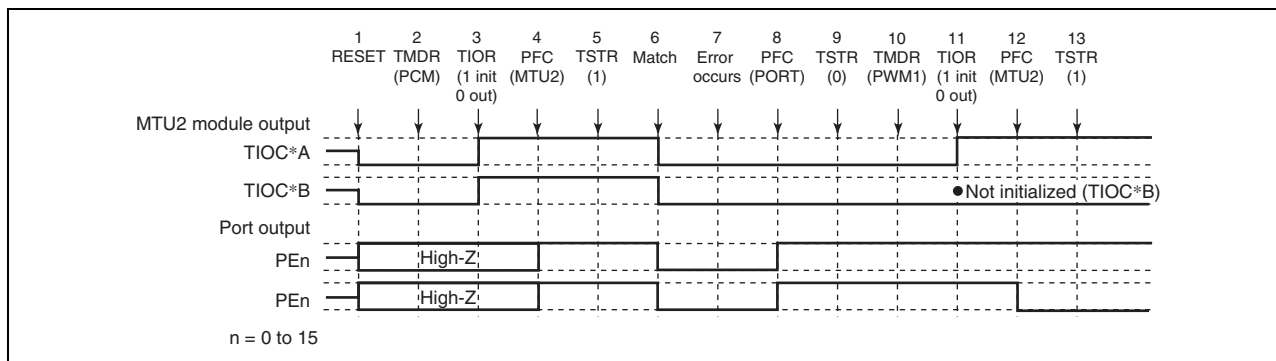 1 2 3 4 5 6 7 8 9 10 11 12 13
RESET TMDR TIOR PFC TSTR Match Error PFC TSTR TMDR TIOR PFC TSTR
(PCM) (1 init (MTU2) (1) occurs (PORT) (0) (PWM1) (1 init (MTU2) (1)
0 out) 0 out)
MTU2 module output
TIOC*A
TIOC*B ●Not initialized (TIOC*B)
Port output
PEn High-Z
PEn High-Z
n = 0 to 15